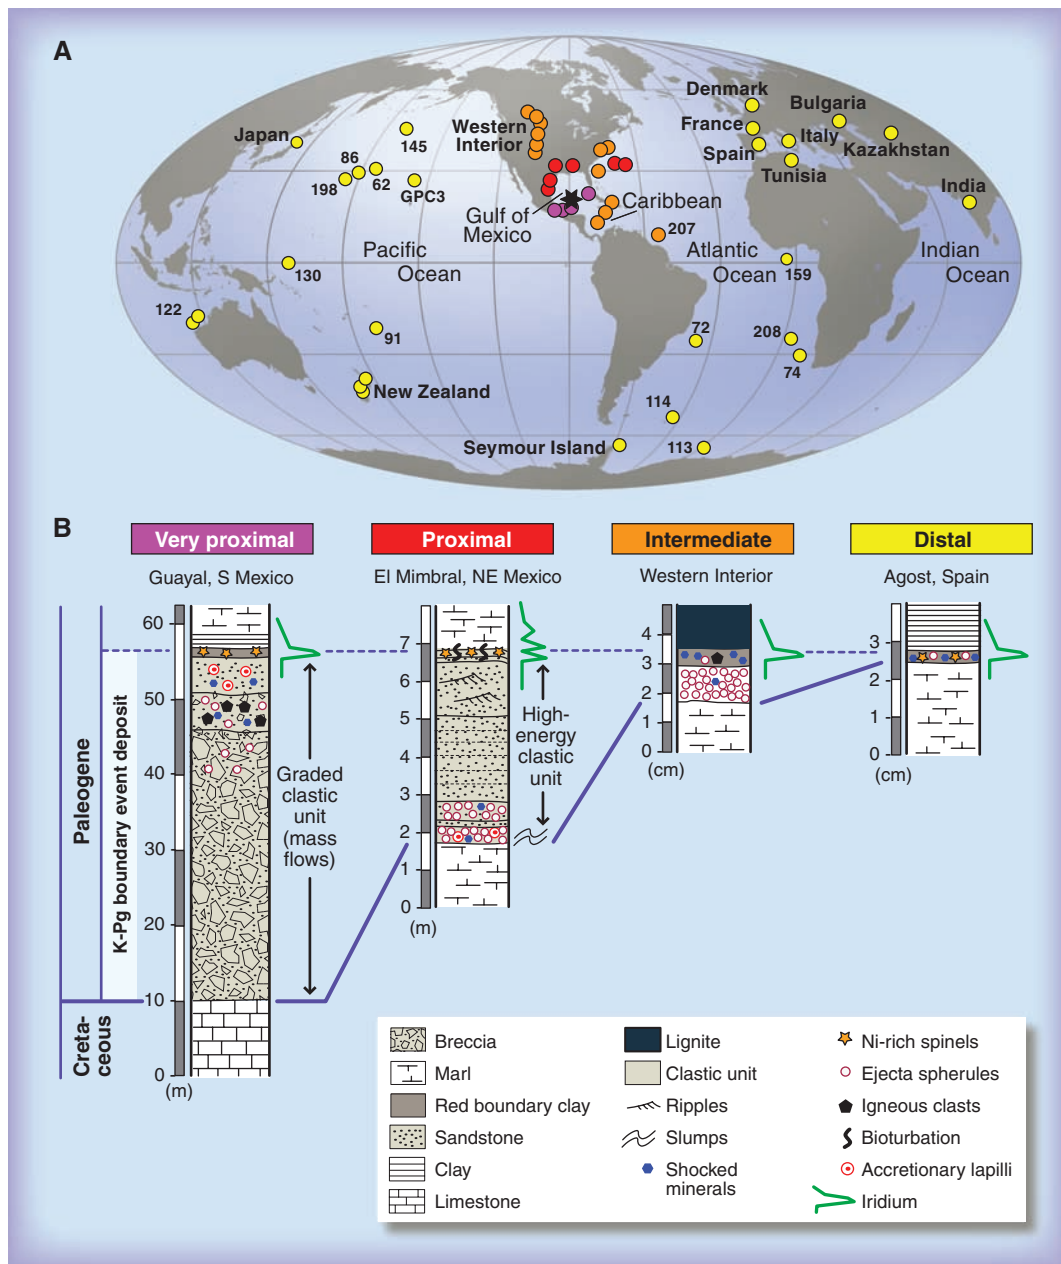 A
Denmark
Bulgaria
Japan
145
Western
Interior
France
Italy
Kazakhstan
Spain
Tunisia
86
198
62
GPC3
India
Gulf of
Mexico
Caribbean
207
Pacific
Ocean
Atlantic
Ocean
Indian
Ocean
130
159
122
91
72
208
74
New Zealand
114
Seymour Island
113
B
Very proximal
Proximal
Intermediate
Distal
Guayal, S Mexico
El Mimbral, NE Mexico
Western Interior
Agost, Spain
Paleogene
Creta-
ceous
K-Pg boundary event deposit
60
50
40
30
20
10
0
(m)
Graded
clastic
unit
(mass
flows)
7
6
5
4
3
2
1
0
(m)
High-
energy
clastic
unit
4
3
2
1
0
(cm)
3
2
1
0
(cm)
Breccia
Marl
Red boundary clay
Sandstone
Clay
Limestone
Lignite
Clastic unit
Ripples
Slumps
Shocked
minerals
Ni-rich spinels
Ejecta spherules
Igneous clasts
Bioturbation
Accretionary lapilli
Iridium